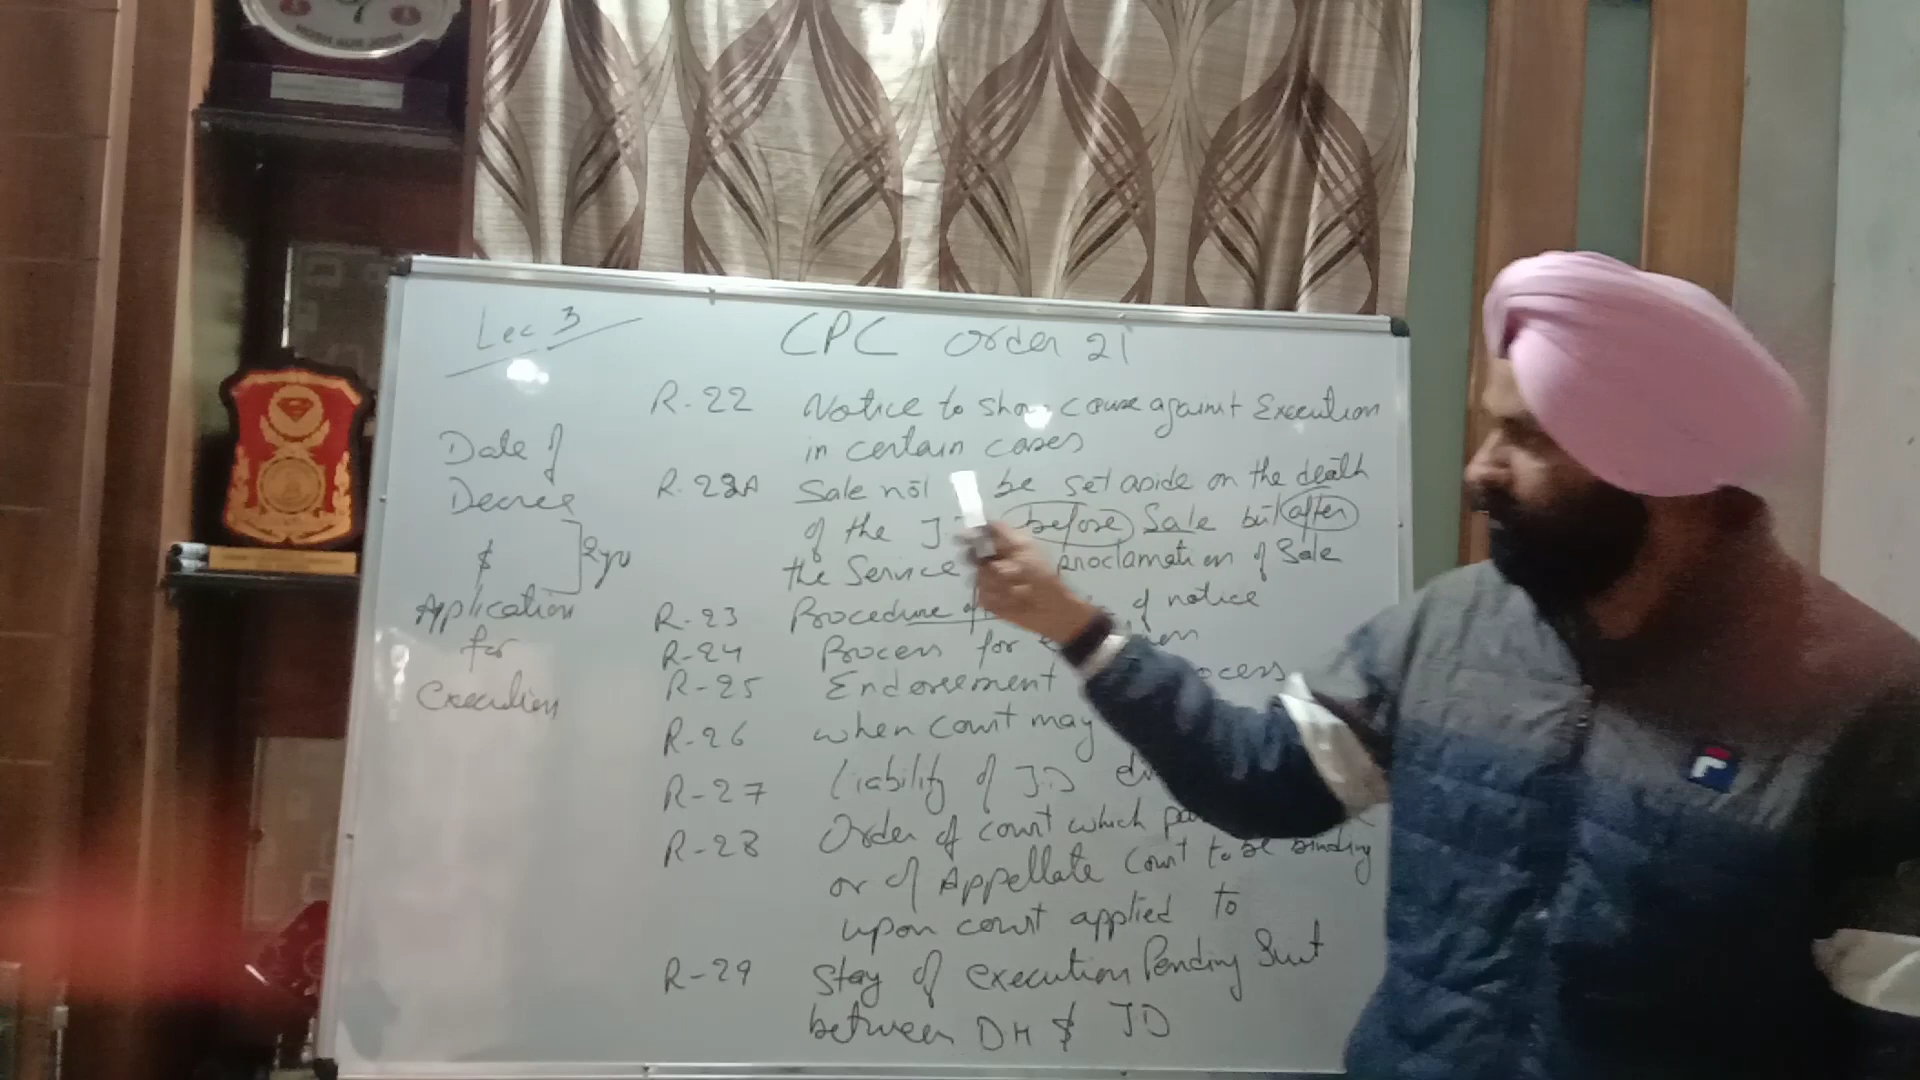 Lec 3
CPC Order 21
R-22 Notice to show cause against Execution
in certain cases
R-22A Sale not be set aside on the death
of the J before Sale but after
the Service proclamation of Sale
R-23 Procedure of notice
R-24 Process for
R-25 Endorsement
R-26 when court may
R-27 liability of JD
R-28 Order of court which
or of Appellate Court to be binding
upon court applied to
R-29 Stay of execution Pending Suit
between DH & JD
Date of
Decree
& 2yr
Application
for
Execution